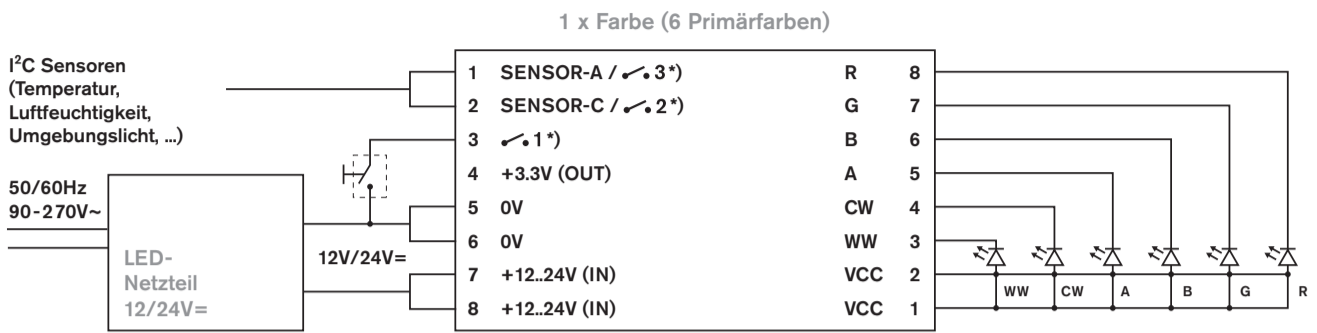 1 x Farbe (6 Primärfarben)
I²C Sensoren
(Temperatur,
Luftfeuchtigkeit,
Umgebungslicht, ...)
50/60Hz
90-270V~
LED-
Netzteil
12/24V=
12V/24V=
1 SENSOR-A / 3*)
2 SENSOR-C / 2*)
3 1*)
4 +3.3V (OUT)
5 0V
6 0V
7 +12..24V (IN)
8 +12..24V (IN)
R 8
G 7
B 6
A 5
CW 4
WW 3
VCC 2
VCC 1
WW CW A B G R